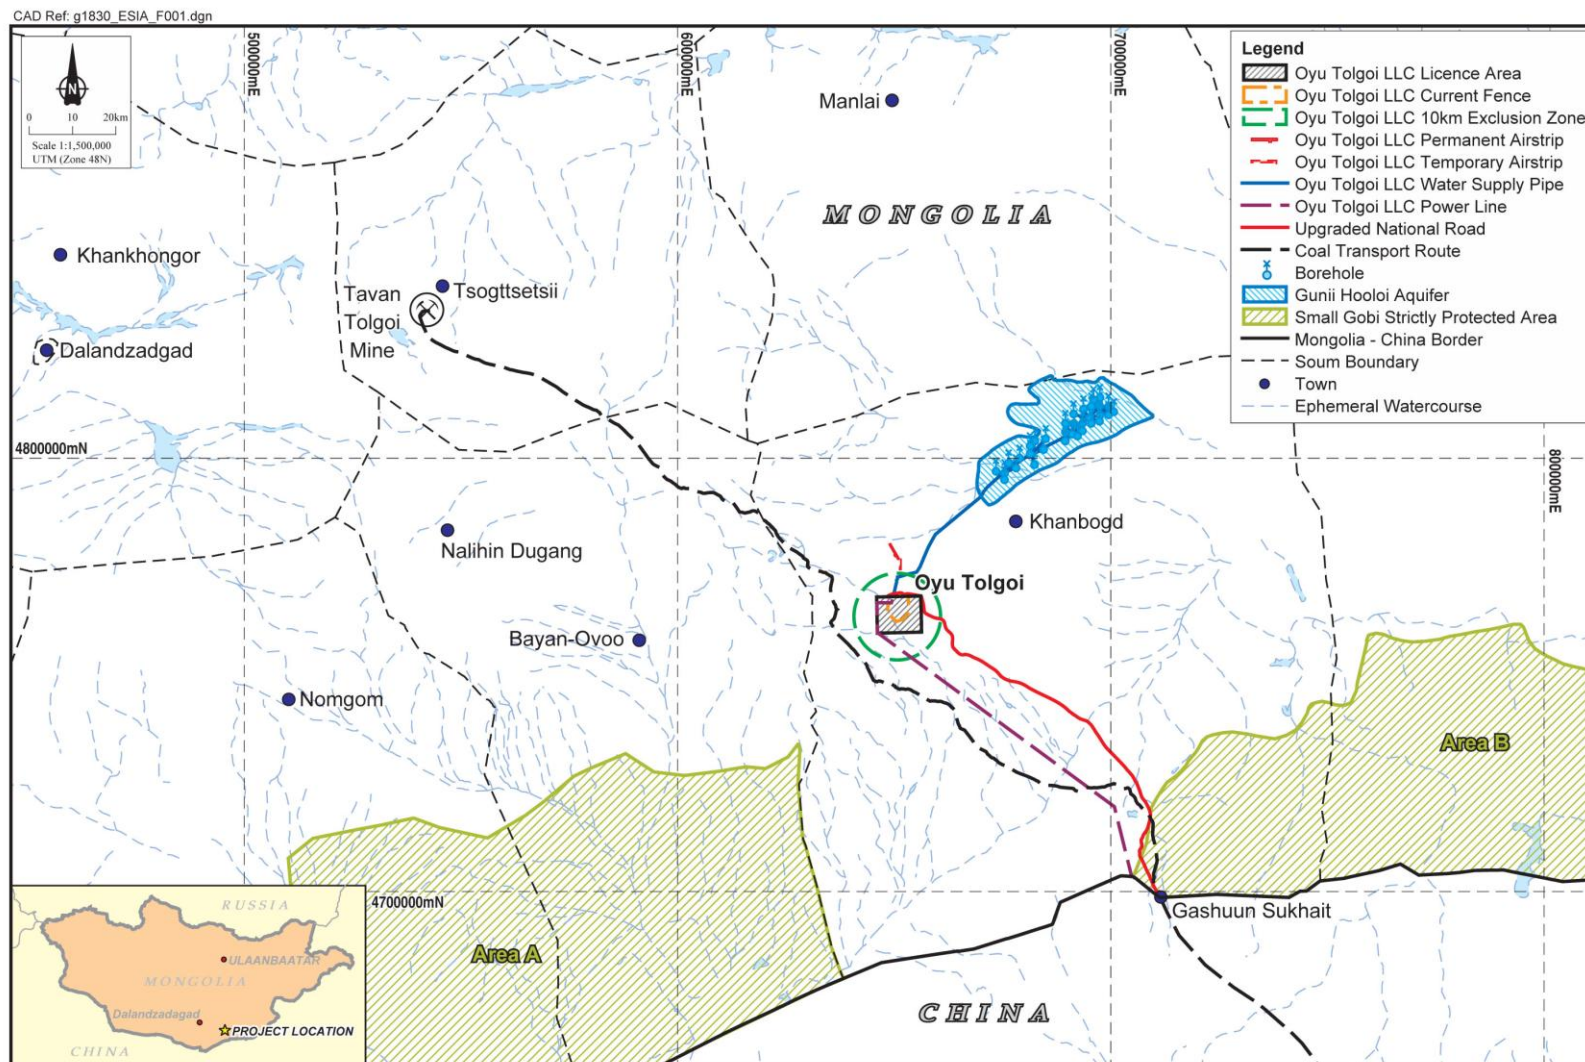 CAD Ref: g1830_ESIA_F001.dgn
N
0 10 20km
Scale 1:1,500,000
UTM (Zone 48N)
500000mE
600000mE
700000mE
800000mE
4800000mN
4700000mN
Legend
Oyu Tolgoi LLC Licence Area
Oyu Tolgoi LLC Current Fence
Oyu Tolgoi LLC 10km Exclusion Zone
Oyu Tolgoi LLC Permanent Airstrip
Oyu Tolgoi LLC Temporary Airstrip
Oyu Tolgoi LLC Water Supply Pipe
Oyu Tolgoi LLC Power Line
Upgraded National Road
Coal Transport Route
Borehole
Gunii Hooloi Aquifer
Small Gobi Strictly Protected Area
Mongolia - China Border
Soum Boundary
Town
Ephemeral Watercourse
Manlai
MONGOLIA
Khankhongor
Tsogttsetsii
Tavan
Tolgoi
Mine
Dalandzadgad
Khanbogd
Nalihin Dugang
Oyu Tolgoi
Bayan-Ovoo
Nomgom
Area B
Area A
Gashuun Sukhait
CHINA
RUSSIA
ULAANBAATAR
MONGOLIA
Dalandzadagad
PROJECT LOCATION
CHINA